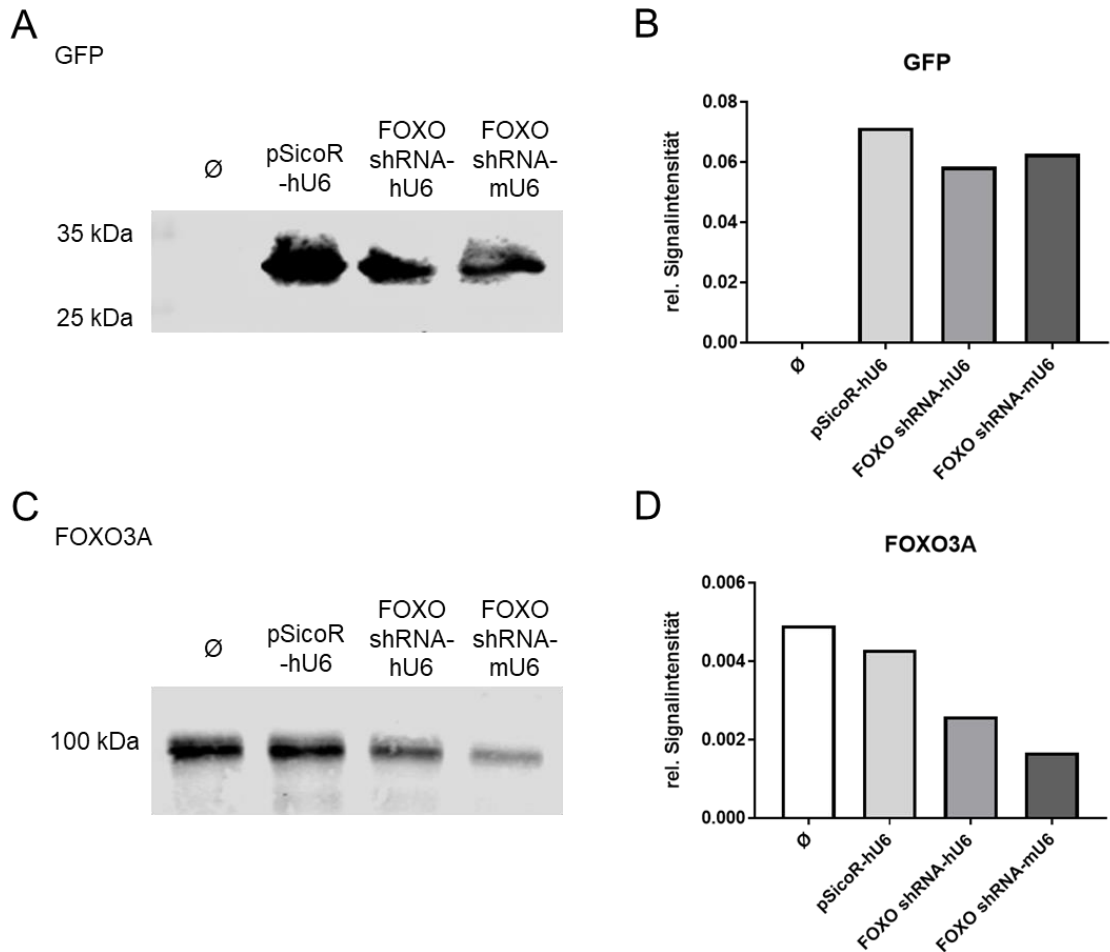 A
GFP
Ø
pSicoR
-hU6
FOXO
shRNA-
hU6
FOXO
shRNA-
mU6
35 kDa
25 kDa
B
GFP
rel. Signalintensität
0.08
0.06
0.04
0.02
0.00
Ø
pSicoR-hU6
FOXO shRNA-hU6
FOXO shRNA-mU6
C
FOXO3A
Ø
pSicoR
-hU6
FOXO
shRNA-
hU6
FOXO
shRNA-
mU6
100 kDa
D
FOXO3A
rel. Signalintensität
0.006
0.004
0.002
0.000
Ø
pSicoR-hU6
FOXO shRNA-hU6
FOXO shRNA-mU6